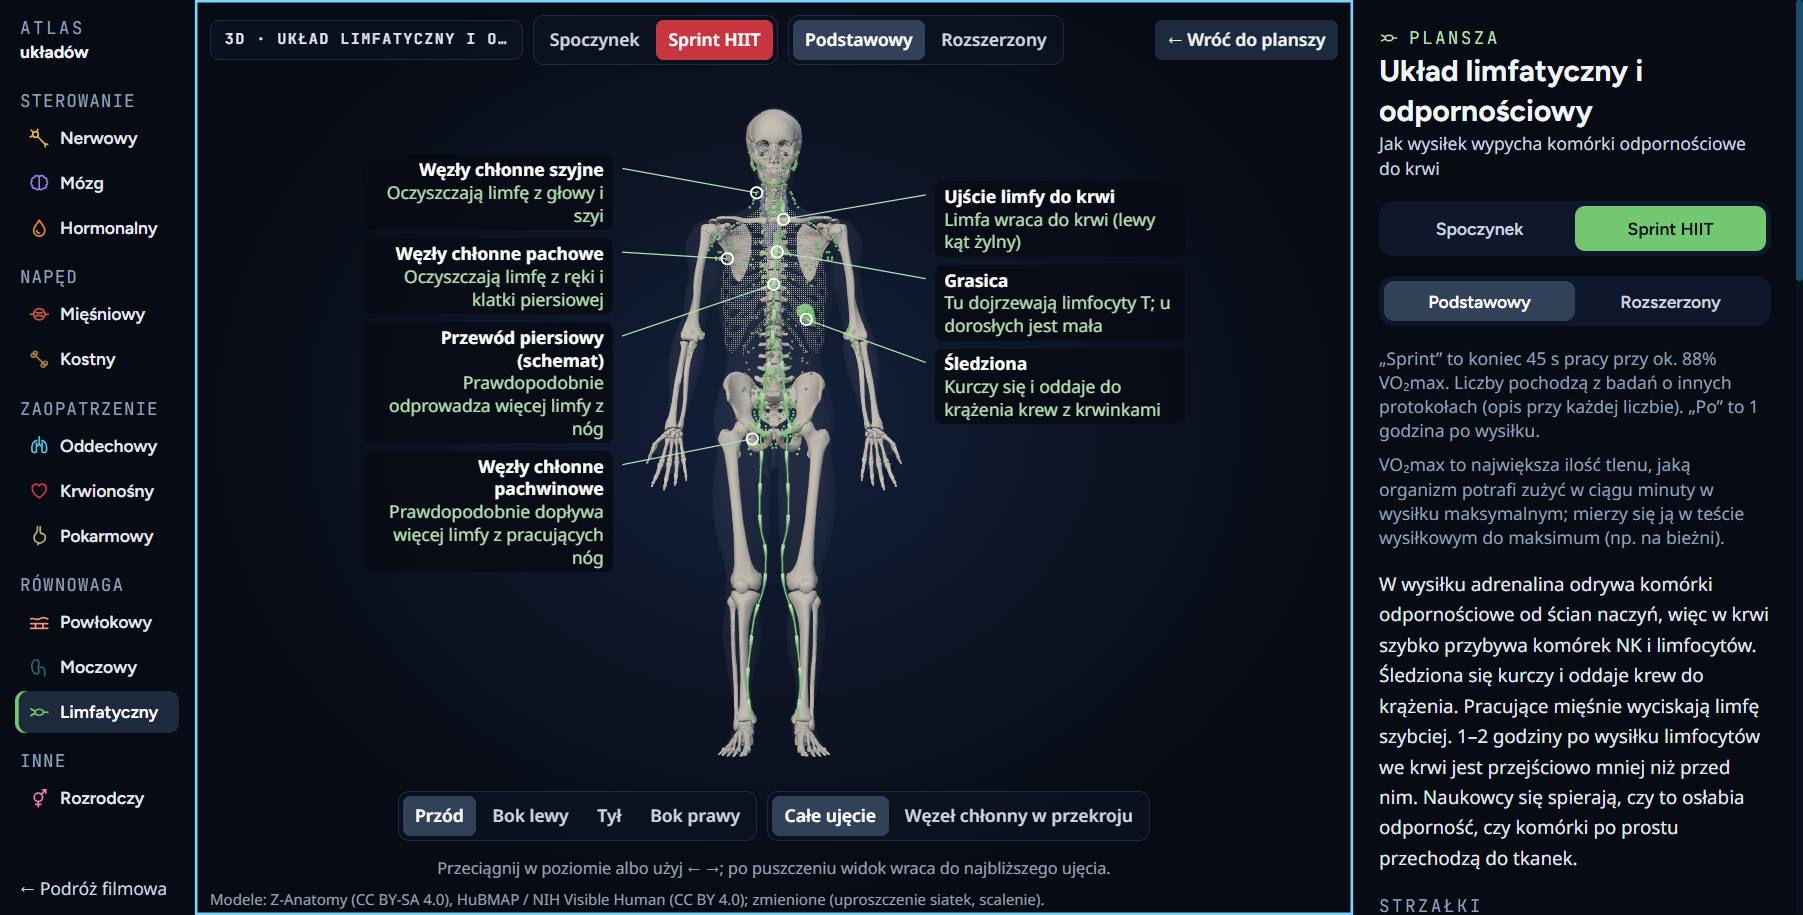 ATLAS
układów
STEROWANIE
Nerwowy
Mózg
Hormonalny
NAPĘD
Mięśniowy
Kostny
ZAOPATRZENIE
Oddechowy
Krwionośny
Pokarmowy
RÓWNOWAGA
Powłokowy
Moczowy
Limfatyczny
INNE
Rozrodczy
← Podróż filmowa
3D · UKŁAD LIMFATYCZNY I O…
Spoczynek
Sprint HIIT
Podstawowy
Rozszerzony
← Wróć do planszy
Węzły chłonne szyjne
Oczyszczają limfę z głowy i
szyi
Węzły chłonne pachowe
Oczyszczają limfę z ręki i
klatki piersiowej
Przewód piersiowy
(schemat)
Prawdopodobnie
odprowadza więcej limfy z
nóg
Węzły chłonne
pachwinowe
Prawdopodobnie dopływa
więcej limfy z pracujących
nóg
Ujście limfy do krwi
Limfa wraca do krwi (lewy
kąt żylny)
Grasica
Tu dojrzewają limfocyty T; u
dorosłych jest mała
Śledziona
Kurczy się i oddaje do
krążenia krew z krwinkami
Przód
Bok lewy
Tył
Bok prawy
Całe ujęcie
Węzeł chłonny w przekroju
Przeciągnij w poziomie albo użyj ← →; po puszczeniu widok wraca do najbliższego ujęcia.
Modele: Z-Anatomy (CC BY-SA 4.0), HuBMAP / NIH Visible Human (CC BY 4.0); zmienione (uproszczenie siatek, scalenie).
PLANSZA
Układ limfatyczny i
odpornościowy
Jak wysiłek wypycha komórki odpornościowe
do krwi
Spoczynek
Sprint HIIT
Podstawowy
Rozszerzony
„Sprint” to koniec 45 s pracy przy ok. 88%
VO₂max. Liczby pochodzą z badań o innych
protokołach (opis przy każdej liczbie). „Po” to 1
godzina po wysiłku.
VO₂max to największa ilość tlenu, jaką
organizm potrafi zużyć w ciągu minuty w
wysiłku maksymalnym; mierzy się ją w teście
wysiłkowym do maksimum (np. na bieżni).
W wysiłku adrenalina odrywa komórki
odpornościowe od ścian naczyń, więc w krwi
szybko przybywa komórek NK i limfocytów.
Śledziona się kurczy i oddaje krew do
krążenia. Pracujące mięśnie wyciskają limfę
szybciej. 1–2 godziny po wysiłku limfocytów
we krwi jest przejściowo mniej niż przed
nim. Naukowcy się spierają, czy to osłabia
odporność, czy komórki po prostu
przechodzą do tkanek.
STRZAŁKI